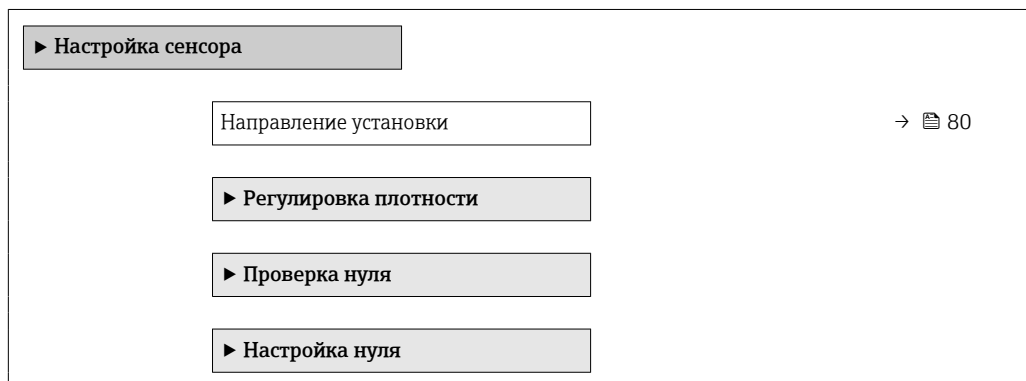 ▶ Настройка сенсора
Направление установки → 🖺 80
▶ Регулировка плотности
▶ Проверка нуля
▶ Настройка нуля